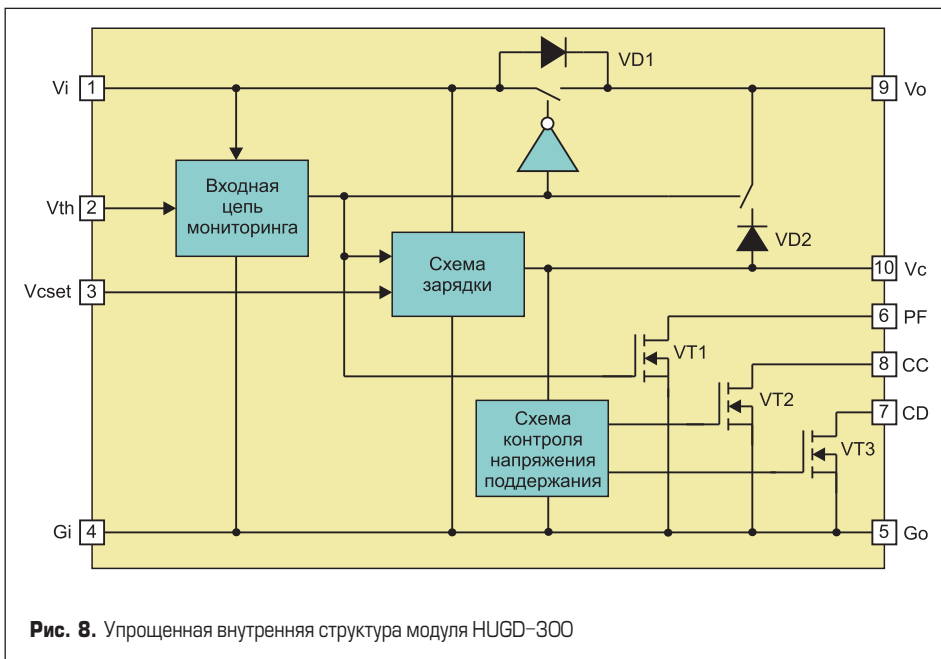 VD1
Vi 1
9 Vo
Входная
цепь
мониторинга
Vth 2
VD2
Схема
зарядки
10 Vc
Vcset 3
6 PF
VT1
8 CC
VT2
7 CD
Схема
контроля
напряжения
поддержания
VT3
Gi 4
5 Go
Рис. 8. Упрощенная внутренняя структура модуля HUGD-300